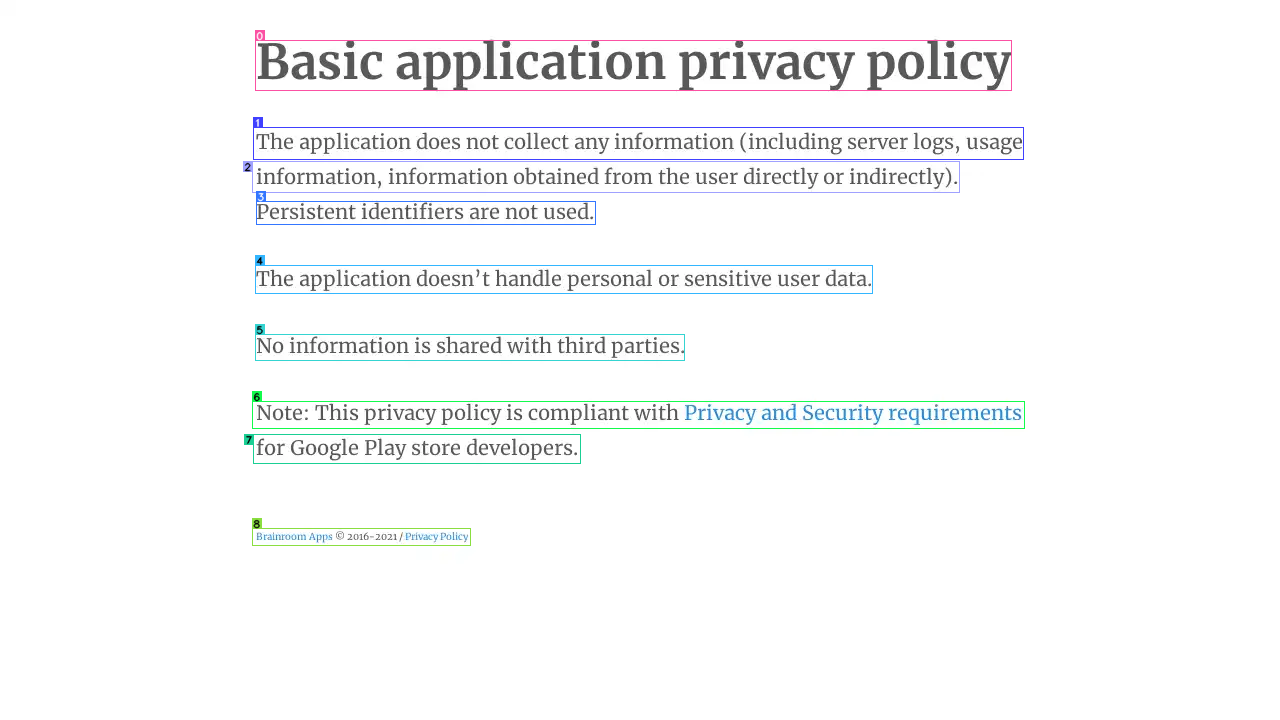 Basic application privacy policy
The application does not collect any information (including server logs, usage
information, information obtained from the user directly or indirectly).
Persistent identifiers are not used.
The application doesn’t handle personal or sensitive user data.
No information is shared with third parties.
Note: This privacy policy is compliant with Privacy and Security requirements
for Google Play store developers.
Brainroom Apps © 2016-2021 / Privacy Policy